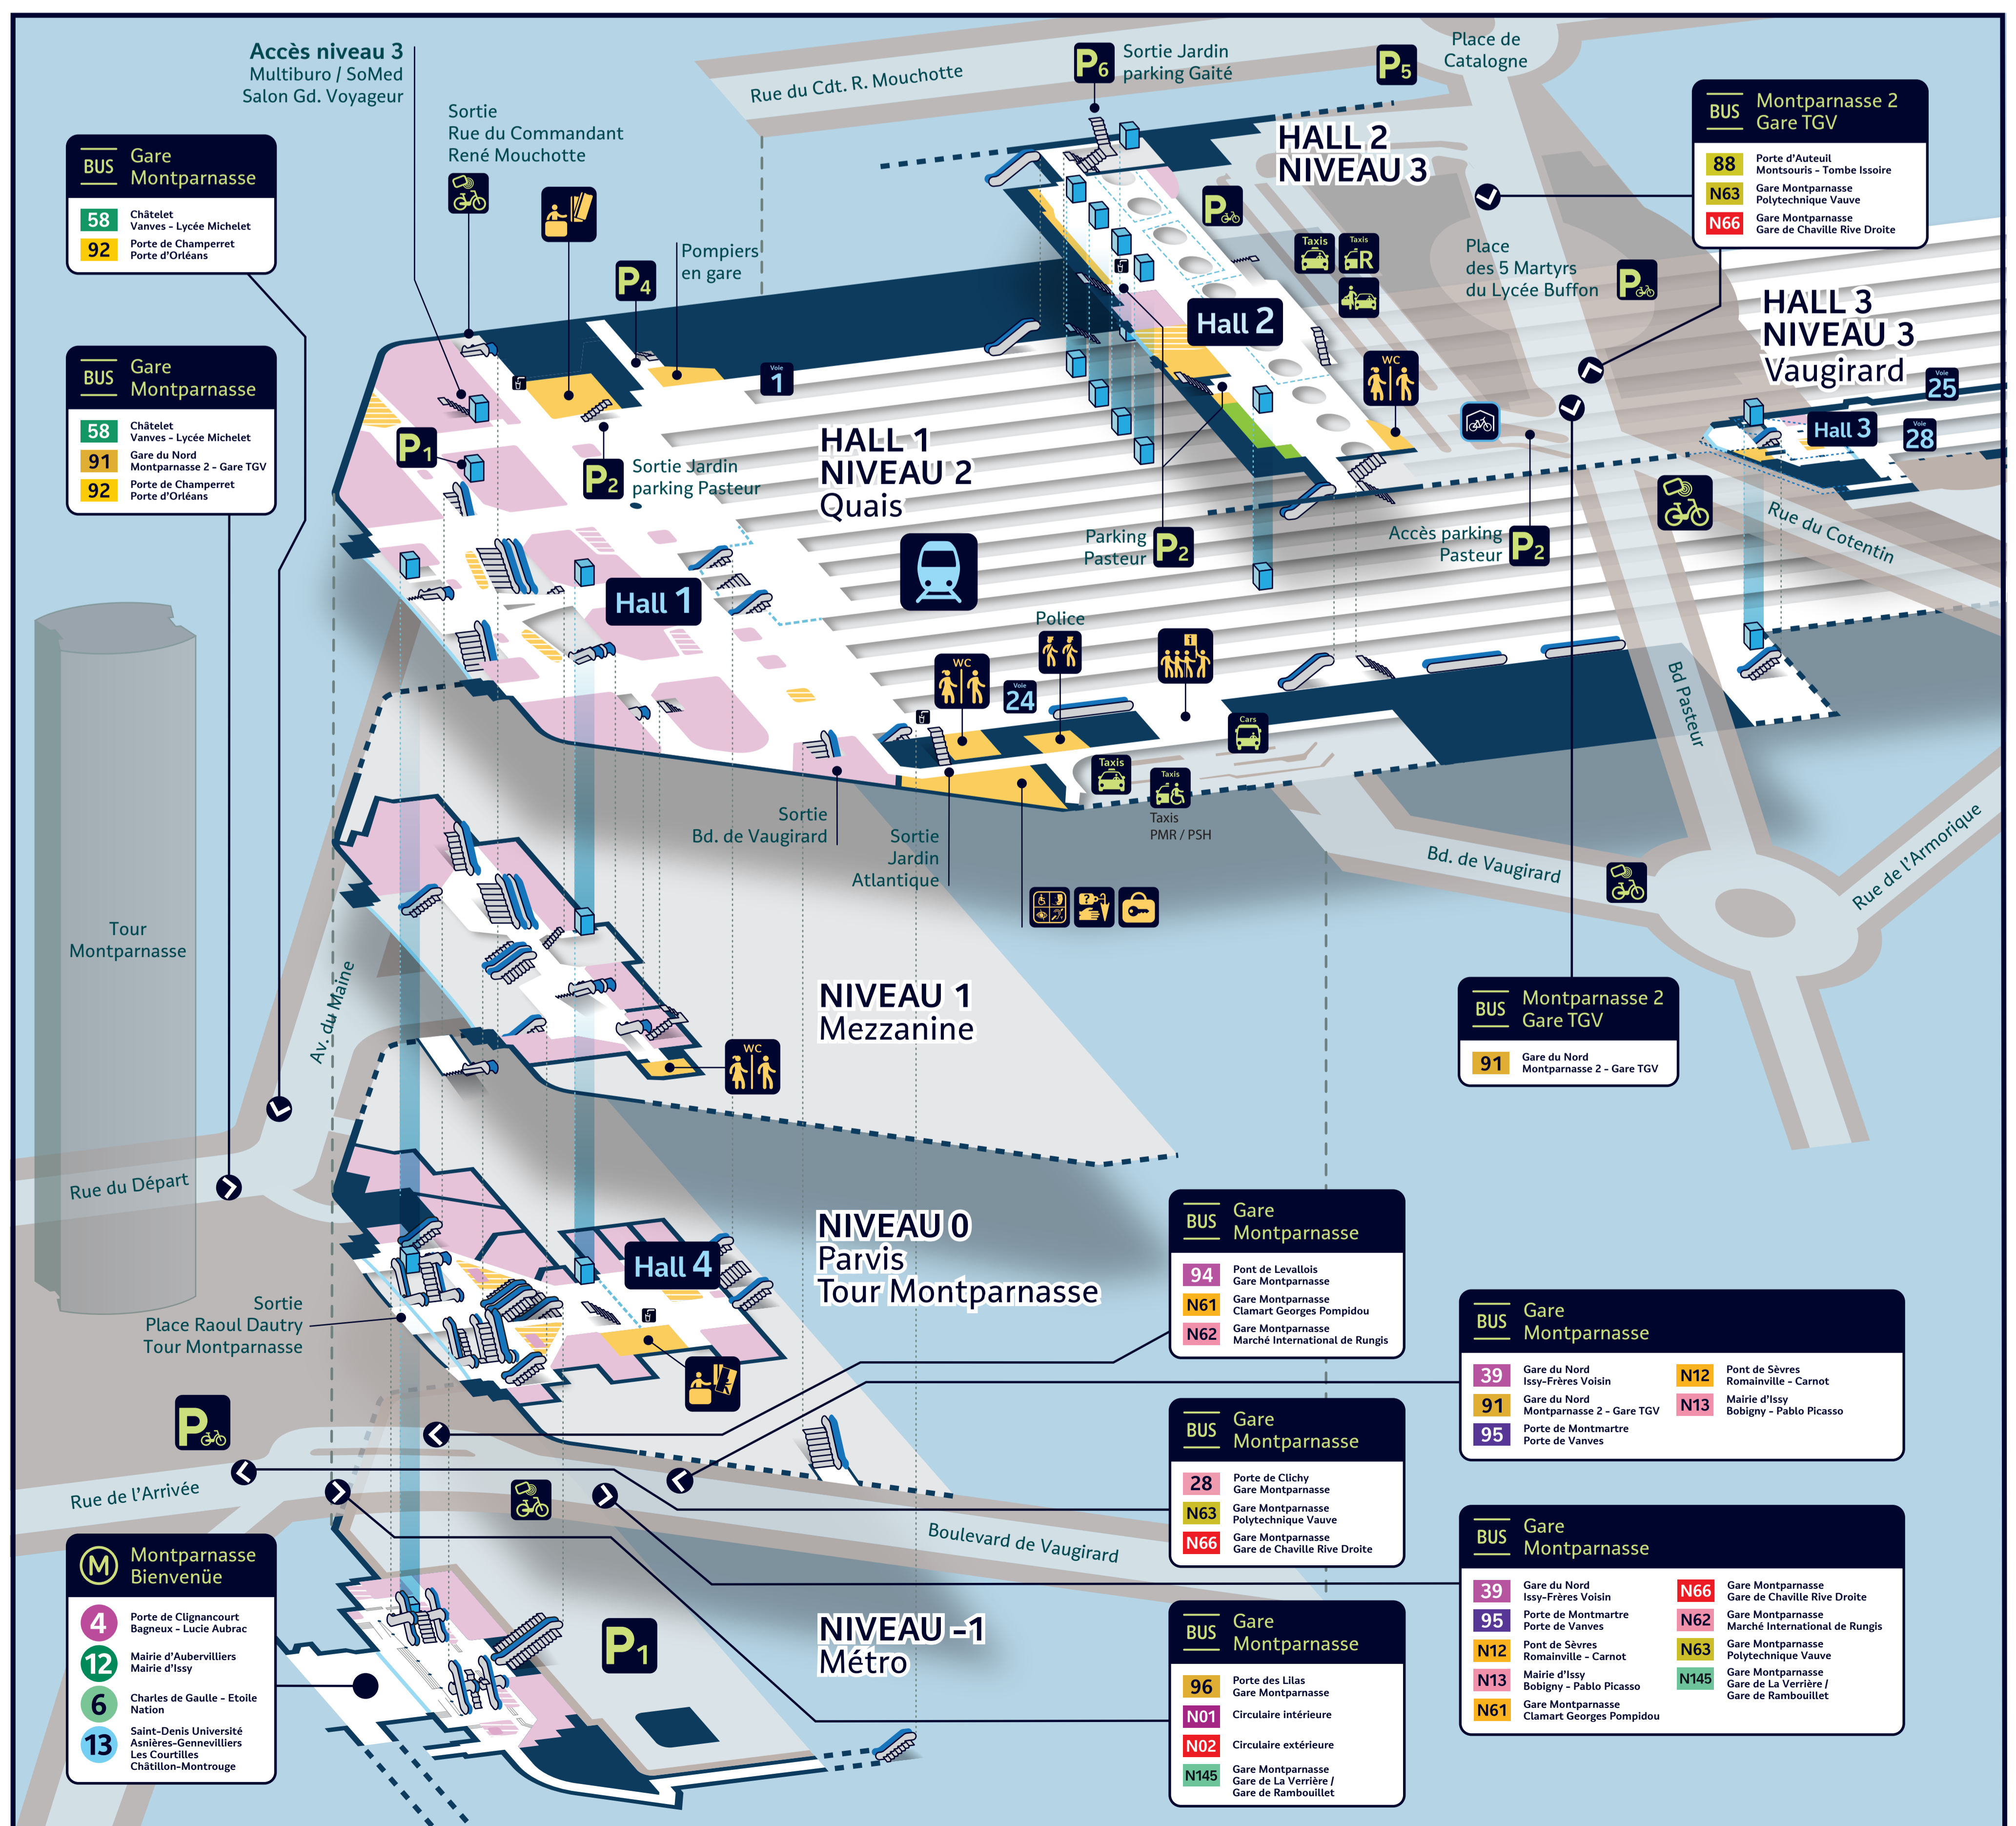 Accès niveau 3
Multiburo / SoMed
Salon Gd. Voyageur
Sortie
Rue du Commandant
René Mouchotte
BUS
Gare
Montparnasse
58
Châtelet
Vanves - Lycée Michelet
92
Porte de Champerret
Porte d'Orléans
BUS
Gare
Montparnasse
58
Châtelet
Vanves - Lycée Michelet
91
Gare du Nord
Montparnasse 2 - Gare TGV
92
Porte de Champerret
Porte d'Orléans
P4
Pompiers
en gare
Rue du Cdt. R. Mouchotte
P6
Sortie Jardin
parking Gaité
P5
Place de
Catalogne
HALL 2
NIVEAU 3
P
Taxis
Taxis
R
Hall 2
WC
BUS
Montparnasse 2
Gare TGV
88
Porte d'Auteuil
Montsouris - Tombe Issoire
N63
Gare Montparnasse
Polytechnique Vauve
N66
Gare Montparnasse
Gare de Chaville Rive Droite
Place
des 5 Martyrs
du Lycée Buffon
P
HALL 3
NIVEAU 3
Vaugirard
Voie
25
Hall 3
Voie
28
Rue du Cotentin
Voie
1
P1
P2
Sortie Jardin
parking Pasteur
HALL 1
NIVEAU 2
Quais
Parking
Pasteur
P2
Accès parking
Pasteur
P2
Hall 1
Police
WC
Voie
24
i
Cars
Taxis
Taxis
Taxis
PMR / PSH
Bd Pasteur
Sortie
Bd. de Vaugirard
Sortie
Jardin
Atlantique
Bd. de Vaugirard
Rue de l'Armorique
Tour
Montparnasse
Av. du Maine
NIVEAU 1
Mezzanine
WC
BUS
Montparnasse 2
Gare TGV
91
Gare du Nord
Montparnasse 2 - Gare TGV
Rue du Départ
NIVEAU 0
Parvis
Tour Montparnasse
Hall 4
Sortie
Place Raoul Dautry
Tour Montparnasse
BUS
Gare
Montparnasse
94
Pont de Levallois
Gare Montparnasse
N61
Gare Montparnasse
Clamart Georges Pompidou
N62
Gare Montparnasse
Marché International de Rungis
BUS
Gare
Montparnasse
39
Gare du Nord
Issy-Frères Voisin
91
Gare du Nord
Montparnasse 2 - Gare TGV
95
Porte de Montmartre
Porte de Vanves
N12
Pont de Sèvres
Romainville - Carnot
N13
Mairie d'Issy
Bobigny - Pablo Picasso
P
Rue de l'Arrivée
Boulevard de Vaugirard
BUS
Gare
Montparnasse
28
Porte de Clichy
Gare Montparnasse
N63
Gare Montparnasse
Polytechnique Vauve
N66
Gare Montparnasse
Gare de Chaville Rive Droite
BUS
Gare
Montparnasse
39
Gare du Nord
Issy-Frères Voisin
95
Porte de Montmartre
Porte de Vanves
N12
Pont de Sèvres
Romainville - Carnot
N13
Mairie d'Issy
Bobigny - Pablo Picasso
N61
Gare Montparnasse
Clamart Georges Pompidou
N66
Gare Montparnasse
Gare de Chaville Rive Droite
N62
Gare Montparnasse
Marché International de Rungis
N63
Gare Montparnasse
Polytechnique Vauve
N145
Gare Montparnasse
Gare de La Verrière /
Gare de Rambouillet
M
Montparnasse
Bienvenüe
4
Porte de Clignancourt
Bagneux - Lucie Aubrac
12
Mairie d'Aubervilliers
Mairie d'Issy
6
Charles de Gaulle - Etoile
Nation
13
Saint-Denis Université
Asnières-Gennevilliers
Les Courtilles
Châtillon-Montrouge
P1
NIVEAU -1
Métro
BUS
Gare
Montparnasse
96
Porte des Lilas
Gare Montparnasse
N01
Circulaire intérieure
N02
Circulaire extérieure
N145
Gare Montparnasse
Gare de La Verrière /
Gare de Rambouillet